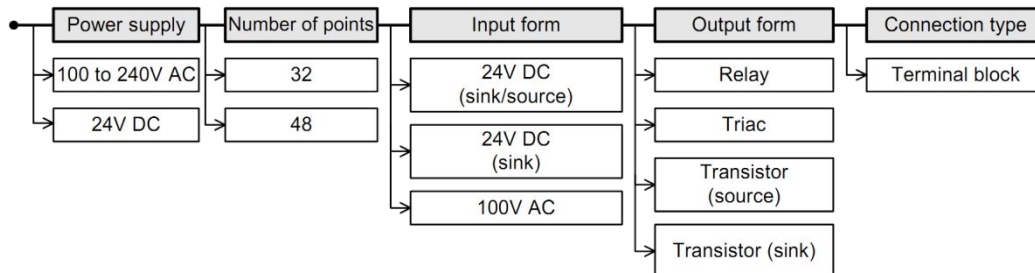 Power supply
Number of points
Input form
Output form
Connection type
100 to 240V AC
32
24V DC
(sink/source)
Relay
Terminal block
24V DC
48
24V DC
(sink)
Triac
100V AC
Transistor
(source)
Transistor (sink)